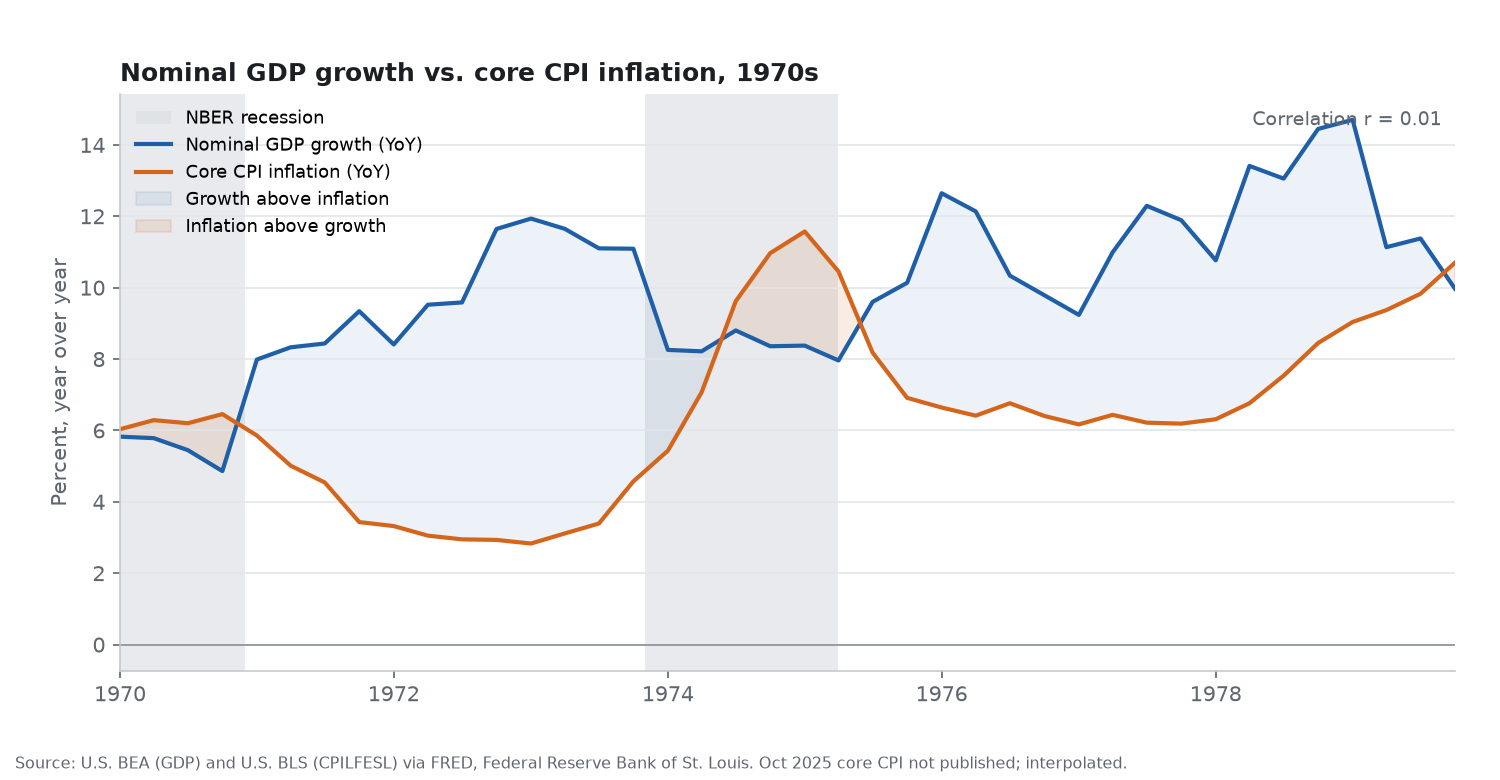 Nominal GDP growth vs. core CPI inflation, 1970s
NBER recession
Nominal GDP growth (YoY)
Core CPI inflation (YoY)
Growth above inflation
Inflation above growth
Correlation r = 0.01
Percent, year over year
14
12
10
8
6
4
2
0
1970
1972
1974
1976
1978
Source: U.S. BEA (GDP) and U.S. BLS (CPILFESL) via FRED, Federal Reserve Bank of St. Louis. Oct 2025 core CPI not published; interpolated.